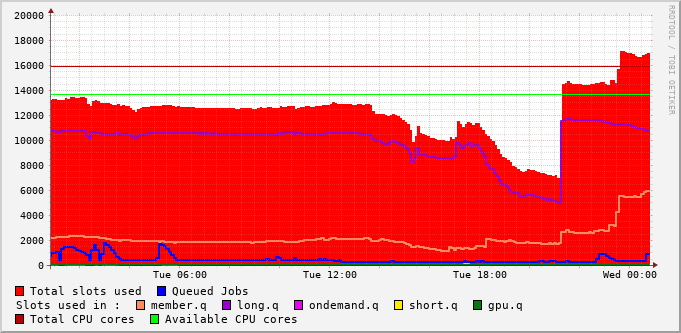 20000
18000
16000
14000
12000
10000
8000
6000
4000
2000
0
Tue 06:00 Tue 12:00 Tue 18:00 Wed 00:00
RRDTOOL / TOBI OETIKER
Total slots used Queued Jobs
Slots used in : member.q long.q ondemand.q short.q gpu.q
Total CPU cores Available CPU cores